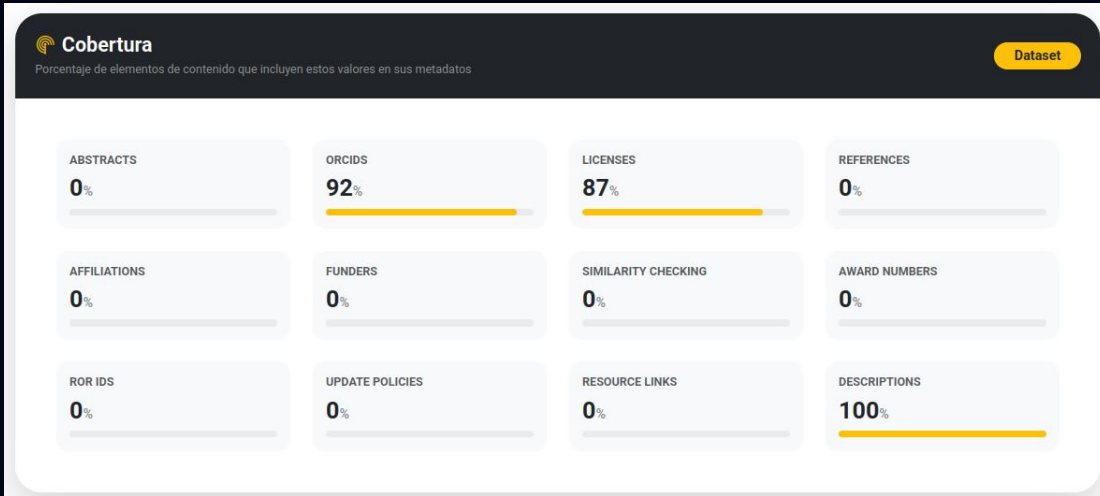 Cobertura
Porcentaje de elementos de contenido que incluyen estos valores en sus metadatos
Dataset
ABSTRACTS
0%
ORCIDS
92%
LICENSES
87%
REFERENCES
0%
AFFILIATIONS
0%
FUNDERS
0%
SIMILARITY CHECKING
0%
AWARD NUMBERS
0%
ROR IDS
0%
UPDATE POLICIES
0%
RESOURCE LINKS
0%
DESCRIPTIONS
100%